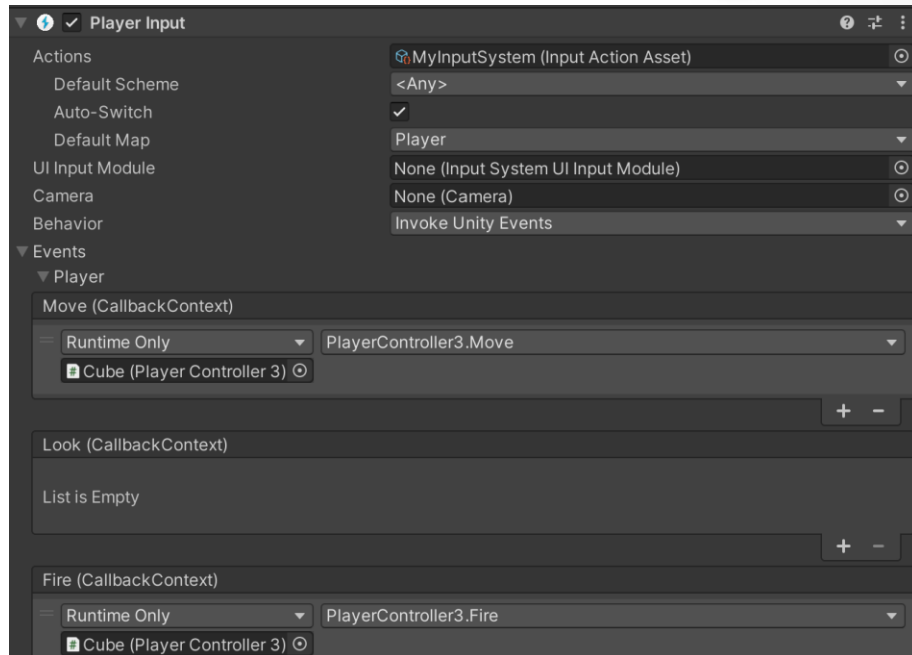 Player Input
Actions MyInputSystem (Input Action Asset)
Default Scheme <Any>
Auto-Switch
Default Map Player
UI Input Module None (Input System UI Input Module)
Camera None (Camera)
Behavior Invoke Unity Events
Events
Player
Move (CallbackContext)
Runtime Only PlayerController3.Move
Cube (Player Controller 3)
Look (CallbackContext)
List is Empty
Fire (CallbackContext)
Runtime Only PlayerController3.Fire
Cube (Player Controller 3)